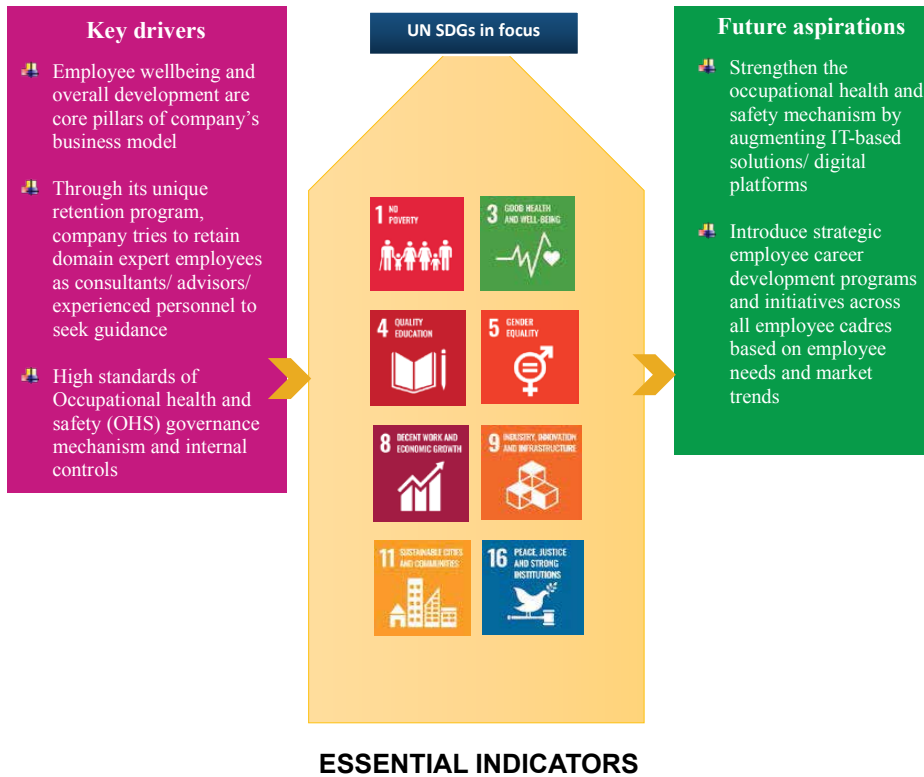 Key drivers
Employee wellbeing and
overall development are
core pillars of company's
business model
Through its unique
retention program,
company tries to retain
domain expert employees
as consultants/ advisors/
experienced personnel to
seek guidance
High standards of
Occupational health and
safety (OHS) governance
mechanism and internal
controls
UN SDGs in focus
1 NO
POVERTY
3 GOOD HEALTH
AND WELL-BEING
4 QUALITY
EDUCATION
5 GENDER
EQUALITY
8 DECENT WORK AND
ECONOMIC GROWTH
9 INDUSTRY, INNOVATION
AND INFRASTRUCTURE
11 SUSTAINABLE CITIES
AND COMMUNITIES
16 PEACE, JUSTICE
AND STRONG
INSTITUTIONS
Future aspirations
Strengthen the
occupational health and
safety mechanism by
augmenting IT-based
solutions/ digital
platforms
Introduce strategic
employee career
development programs
and initiatives across
all employee cadres
based on employee
needs and market
trends
ESSENTIAL INDICATORS